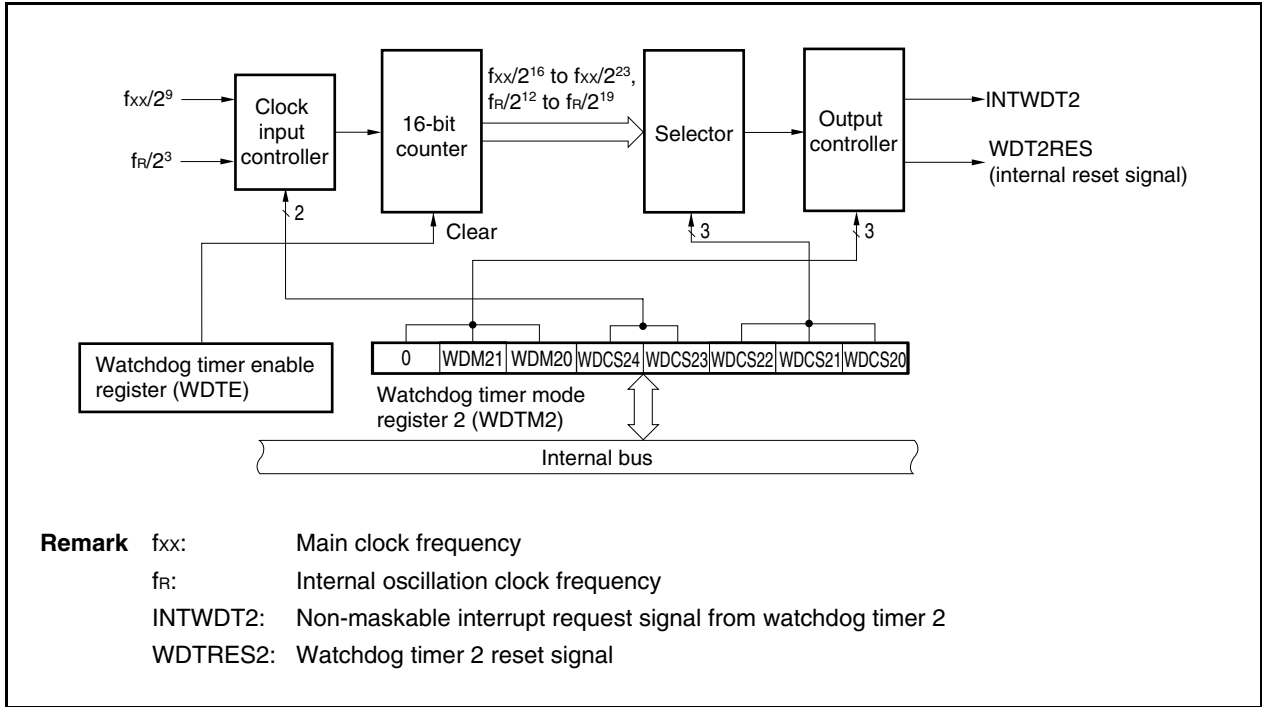 fxx/2⁹
fR/2³
Clock
input
controller
16-bit
counter
fxx/2¹⁶ to fxx/2²³,
fR/2¹² to fR/2¹⁹
Selector
Output
controller
INTWDT2
WDT2RES
(internal reset signal)
2
Clear
3
3
Watchdog timer enable
register (WDTE)
0 WDM21 WDM20 WDCS24 WDCS23 WDCS22 WDCS21 WDCS20
Watchdog timer mode
register 2 (WDTM2)
Internal bus
Remark fxx: Main clock frequency
fR: Internal oscillation clock frequency
INTWDT2: Non-maskable interrupt request signal from watchdog timer 2
WDTRES2: Watchdog timer 2 reset signal